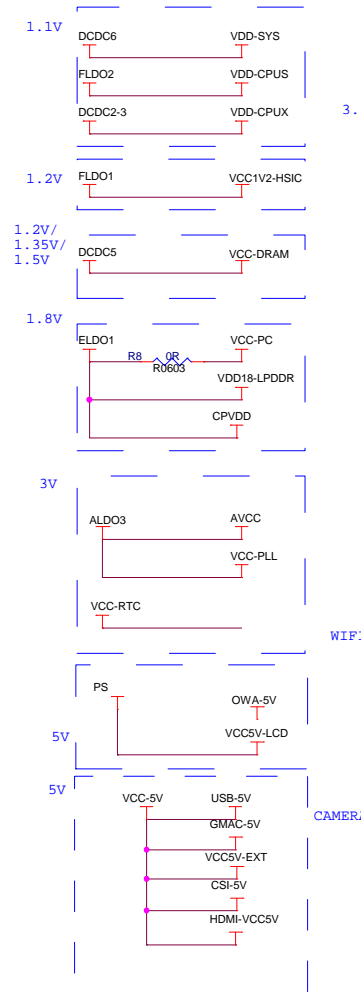 1.1V
DCDC6 VDD-SYS
FLDO2 VDD-CPUS
DCDC2-3 VDD-CPUX
3.
1.2V
FLDO1 VCC1V2-HSIC
1.2V/
1.35V/
1.5V
DCDC5 VCC-DRAM
1.8V
ELDO1 VCC-PC
R8 0R
R0603
VDD18-LPDDR
CPVDD
3V
ALDO3 AVCC
VCC-PLL
VCC-RTC
WIFI
PS
OWA-5V
5V
VCC5V-LCD
5V
VCC-5V USB-5V
CAMERA
GMAC-5V
VCC5V-EXT
CSI-5V
HDMI-VCC5V